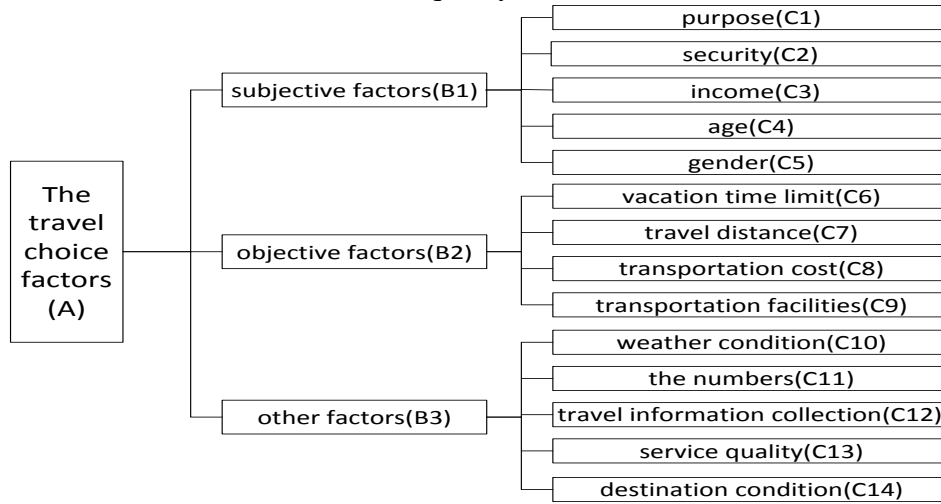 The
travel
choice
factors
(A)
subjective factors(B1)
purpose(C1)
security(C2)
income(C3)
age(C4)
gender(C5)
objective factors(B2)
vacation time limit(C6)
travel distance(C7)
transportation cost(C8)
transportation facilities(C9)
other factors(B3)
weather condition(C10)
the numbers(C11)
travel information collection(C12)
service quality(C13)
destination condition(C14)